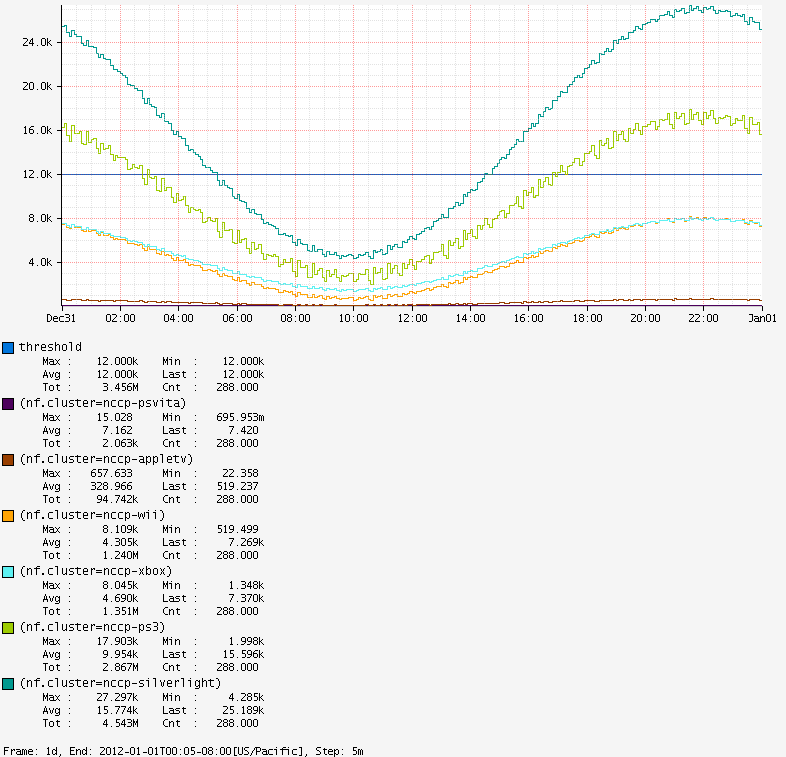 24.0k
20.0k
16.0k
12.0k
8.0k
4.0k
Dec31 02:00 04:00 06:00 08:00 10:00 12:00 14:00 16:00 18:00 20:00 22:00 Jan01
threshold
Max : 12.000k Min : 12.000k
Avg : 12.000k Last : 12.000k
Tot : 3.456M Cnt : 288.000
(nf.cluster=nccp-psvita)
Max : 15.028 Min : 695.953m
Avg : 7.162 Last : 7.420
Tot : 2.063k Cnt : 288.000
(nf.cluster=nccp-appletv)
Max : 657.633 Min : 22.358
Avg : 328.966 Last : 519.237
Tot : 94.742k Cnt : 288.000
(nf.cluster=nccp-wii)
Max : 8.109k Min : 519.499
Avg : 4.305k Last : 7.269k
Tot : 1.240M Cnt : 288.000
(nf.cluster=nccp-xbox)
Max : 8.045k Min : 1.348k
Avg : 4.690k Last : 7.370k
Tot : 1.351M Cnt : 288.000
(nf.cluster=nccp-ps3)
Max : 17.903k Min : 1.998k
Avg : 9.954k Last : 15.596k
Tot : 2.867M Cnt : 288.000
(nf.cluster=nccp-silverlight)
Max : 27.297k Min : 4.285k
Avg : 15.774k Last : 25.189k
Tot : 4.543M Cnt : 288.000
Frame: 1d, End: 2012-01-01T00:05-08:00[US/Pacific], Step: 5m